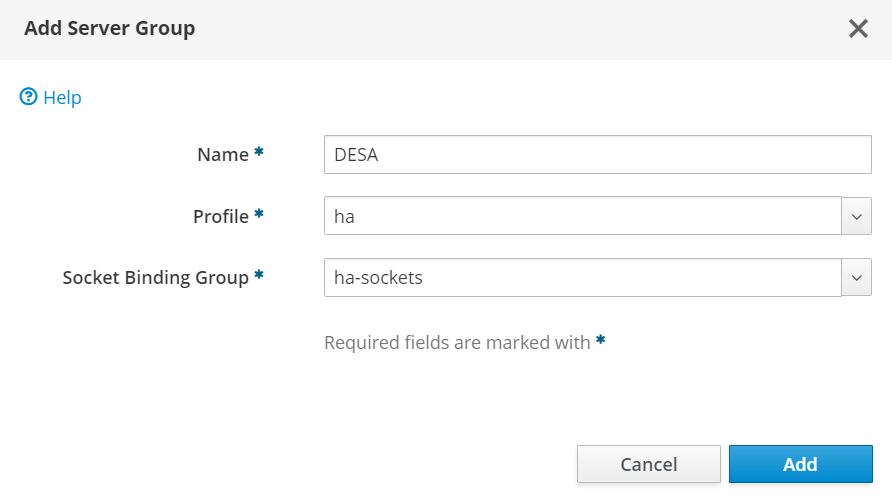 Add Server Group
Help
Name *
DESA
Profile *
ha
Socket Binding Group *
ha-sockets
Required fields are marked with *
Cancel
Add